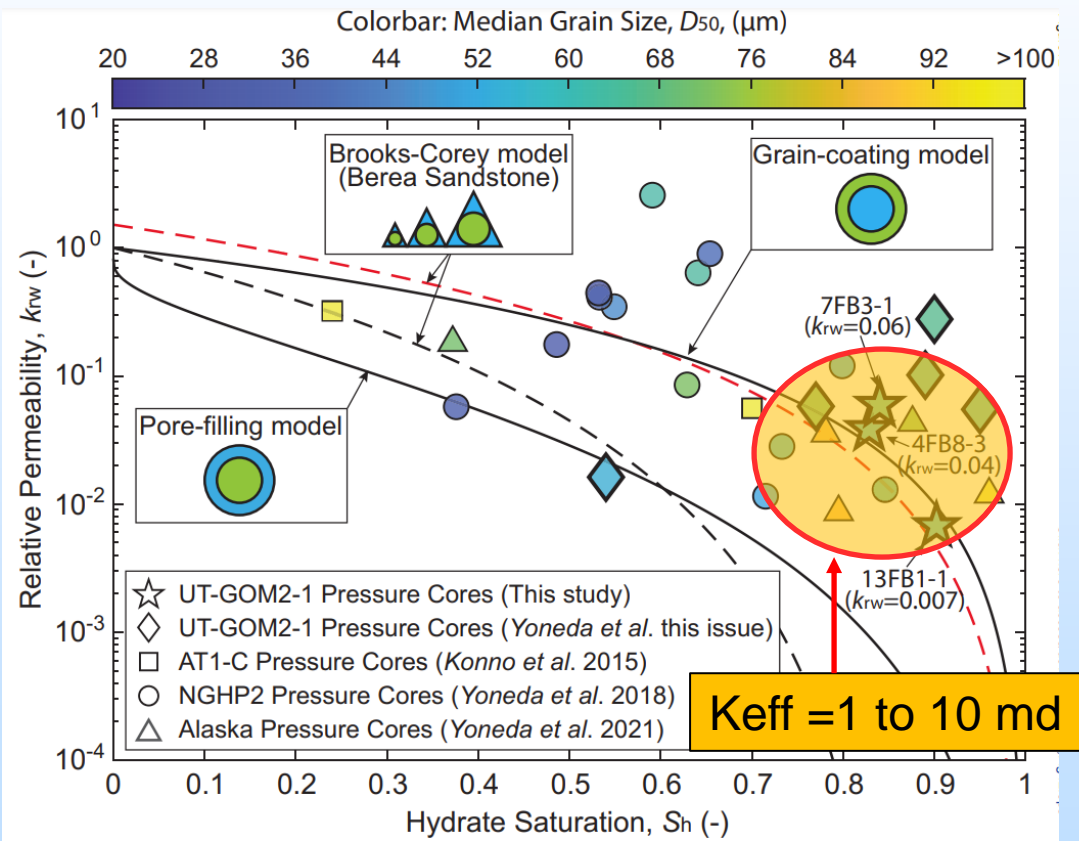 Colorbar: Median Grain Size, D50, (μm)
20 28 36 44 52 60 68 76 84 92 >100
10^1
10^0
10^-1
10^-2
10^-3
10^-4
Relative Permeability, krw (-)
Brooks-Corey model
(Berea Sandstone)
Grain-coating model
Pore-filling model
7FB3-1
(krw=0.06)
4FB8-3
(krw=0.04)
13FB1-1
(krw=0.007)
UT-GOM2-1 Pressure Cores (This study)
UT-GOM2-1 Pressure Cores (Yoneda et al. this issue)
AT1-C Pressure Cores (Konno et al. 2015)
NGHP2 Pressure Cores (Yoneda et al. 2018)
Alaska Pressure Cores (Yoneda et al. 2021)
Keff =1 to 10 md
0 0.1 0.2 0.3 0.4 0.5 0.6 0.7 0.8 0.9 1
Hydrate Saturation, Sh (-)